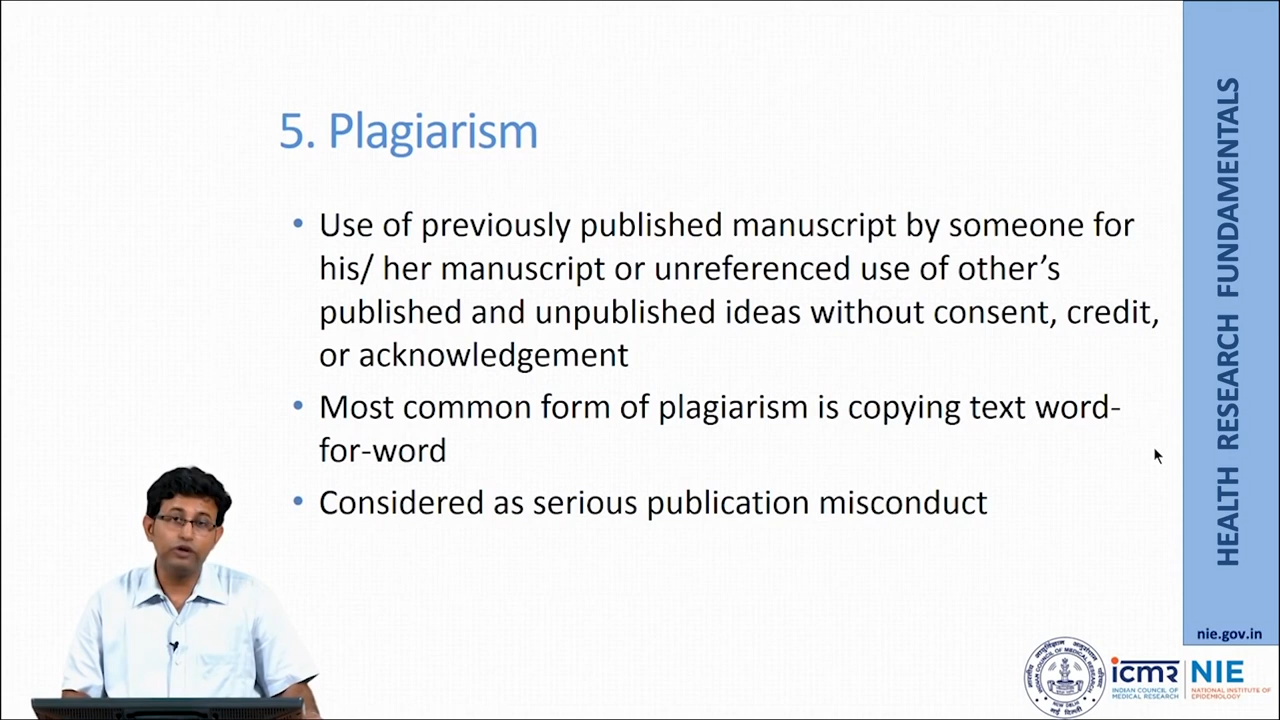 5. Plagiarism
• Use of previously published manuscript by someone for
his/ her manuscript or unreferenced use of other's
published and unpublished ideas without consent, credit,
or acknowledgement
• Most common form of plagiarism is copying text word-
for-word
• Considered as serious publication misconduct
HEALTH RESEARCH FUNDAMENTALS
nie.gov.in
icmr
INDIAN COUNCIL OF
MEDICAL RESEARCH
NIE
NATIONAL INSTITUTE OF
EPIDEMIOLOGY